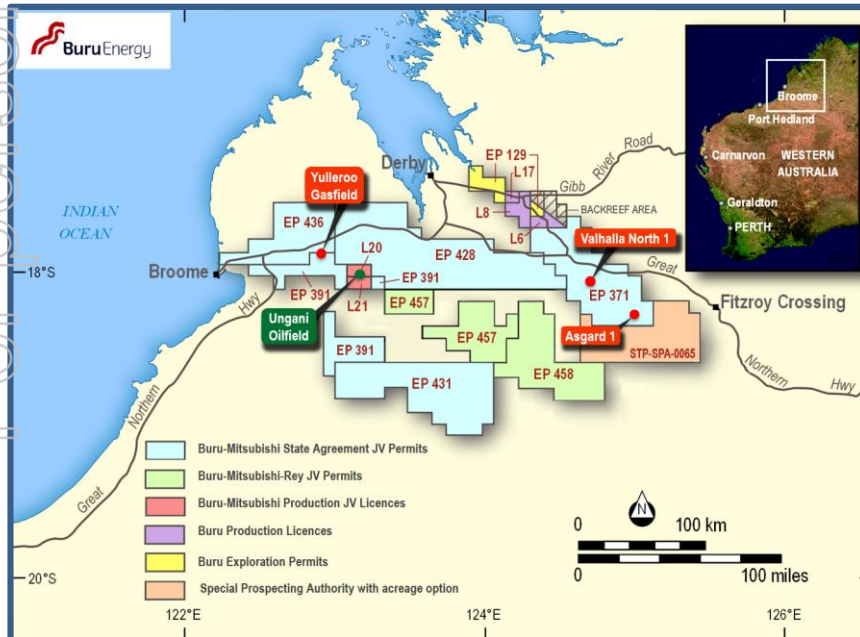 Buru Energy
Broome
Port Hedland
Carnarvon
WESTERN
AUSTRALIA
Geraldton
PERTH
Derby
EP 129
L17
Gibb
River
Road
Yulleroo
Gasfield
L8
BACKREEF AREA
INDIAN
OCEAN
EP 436
L6
Valhalla North 1
L20
EP 428
18°S
Broome
EP 391
EP 391
Great
EP 371
Fitzroy Crossing
L21
EP 457
Hwy
Ungani
Oilfield
EP 457
Asgard 1
EP 391
STP-SPA-0065
EP 431
EP 458
Northern
Hwy
Northern
Great
Buru-Mitsubishi State Agreement JV Permits
Buru-Mitsubishi-Rey JV Permits
Buru-Mitsubishi Production JV Licences
Buru Production Licences
Buru Exploration Permits
Special Prospecting Authority with acreage option
N
0 100 km
0 100 miles
20°S
122°E
124°E
126°E